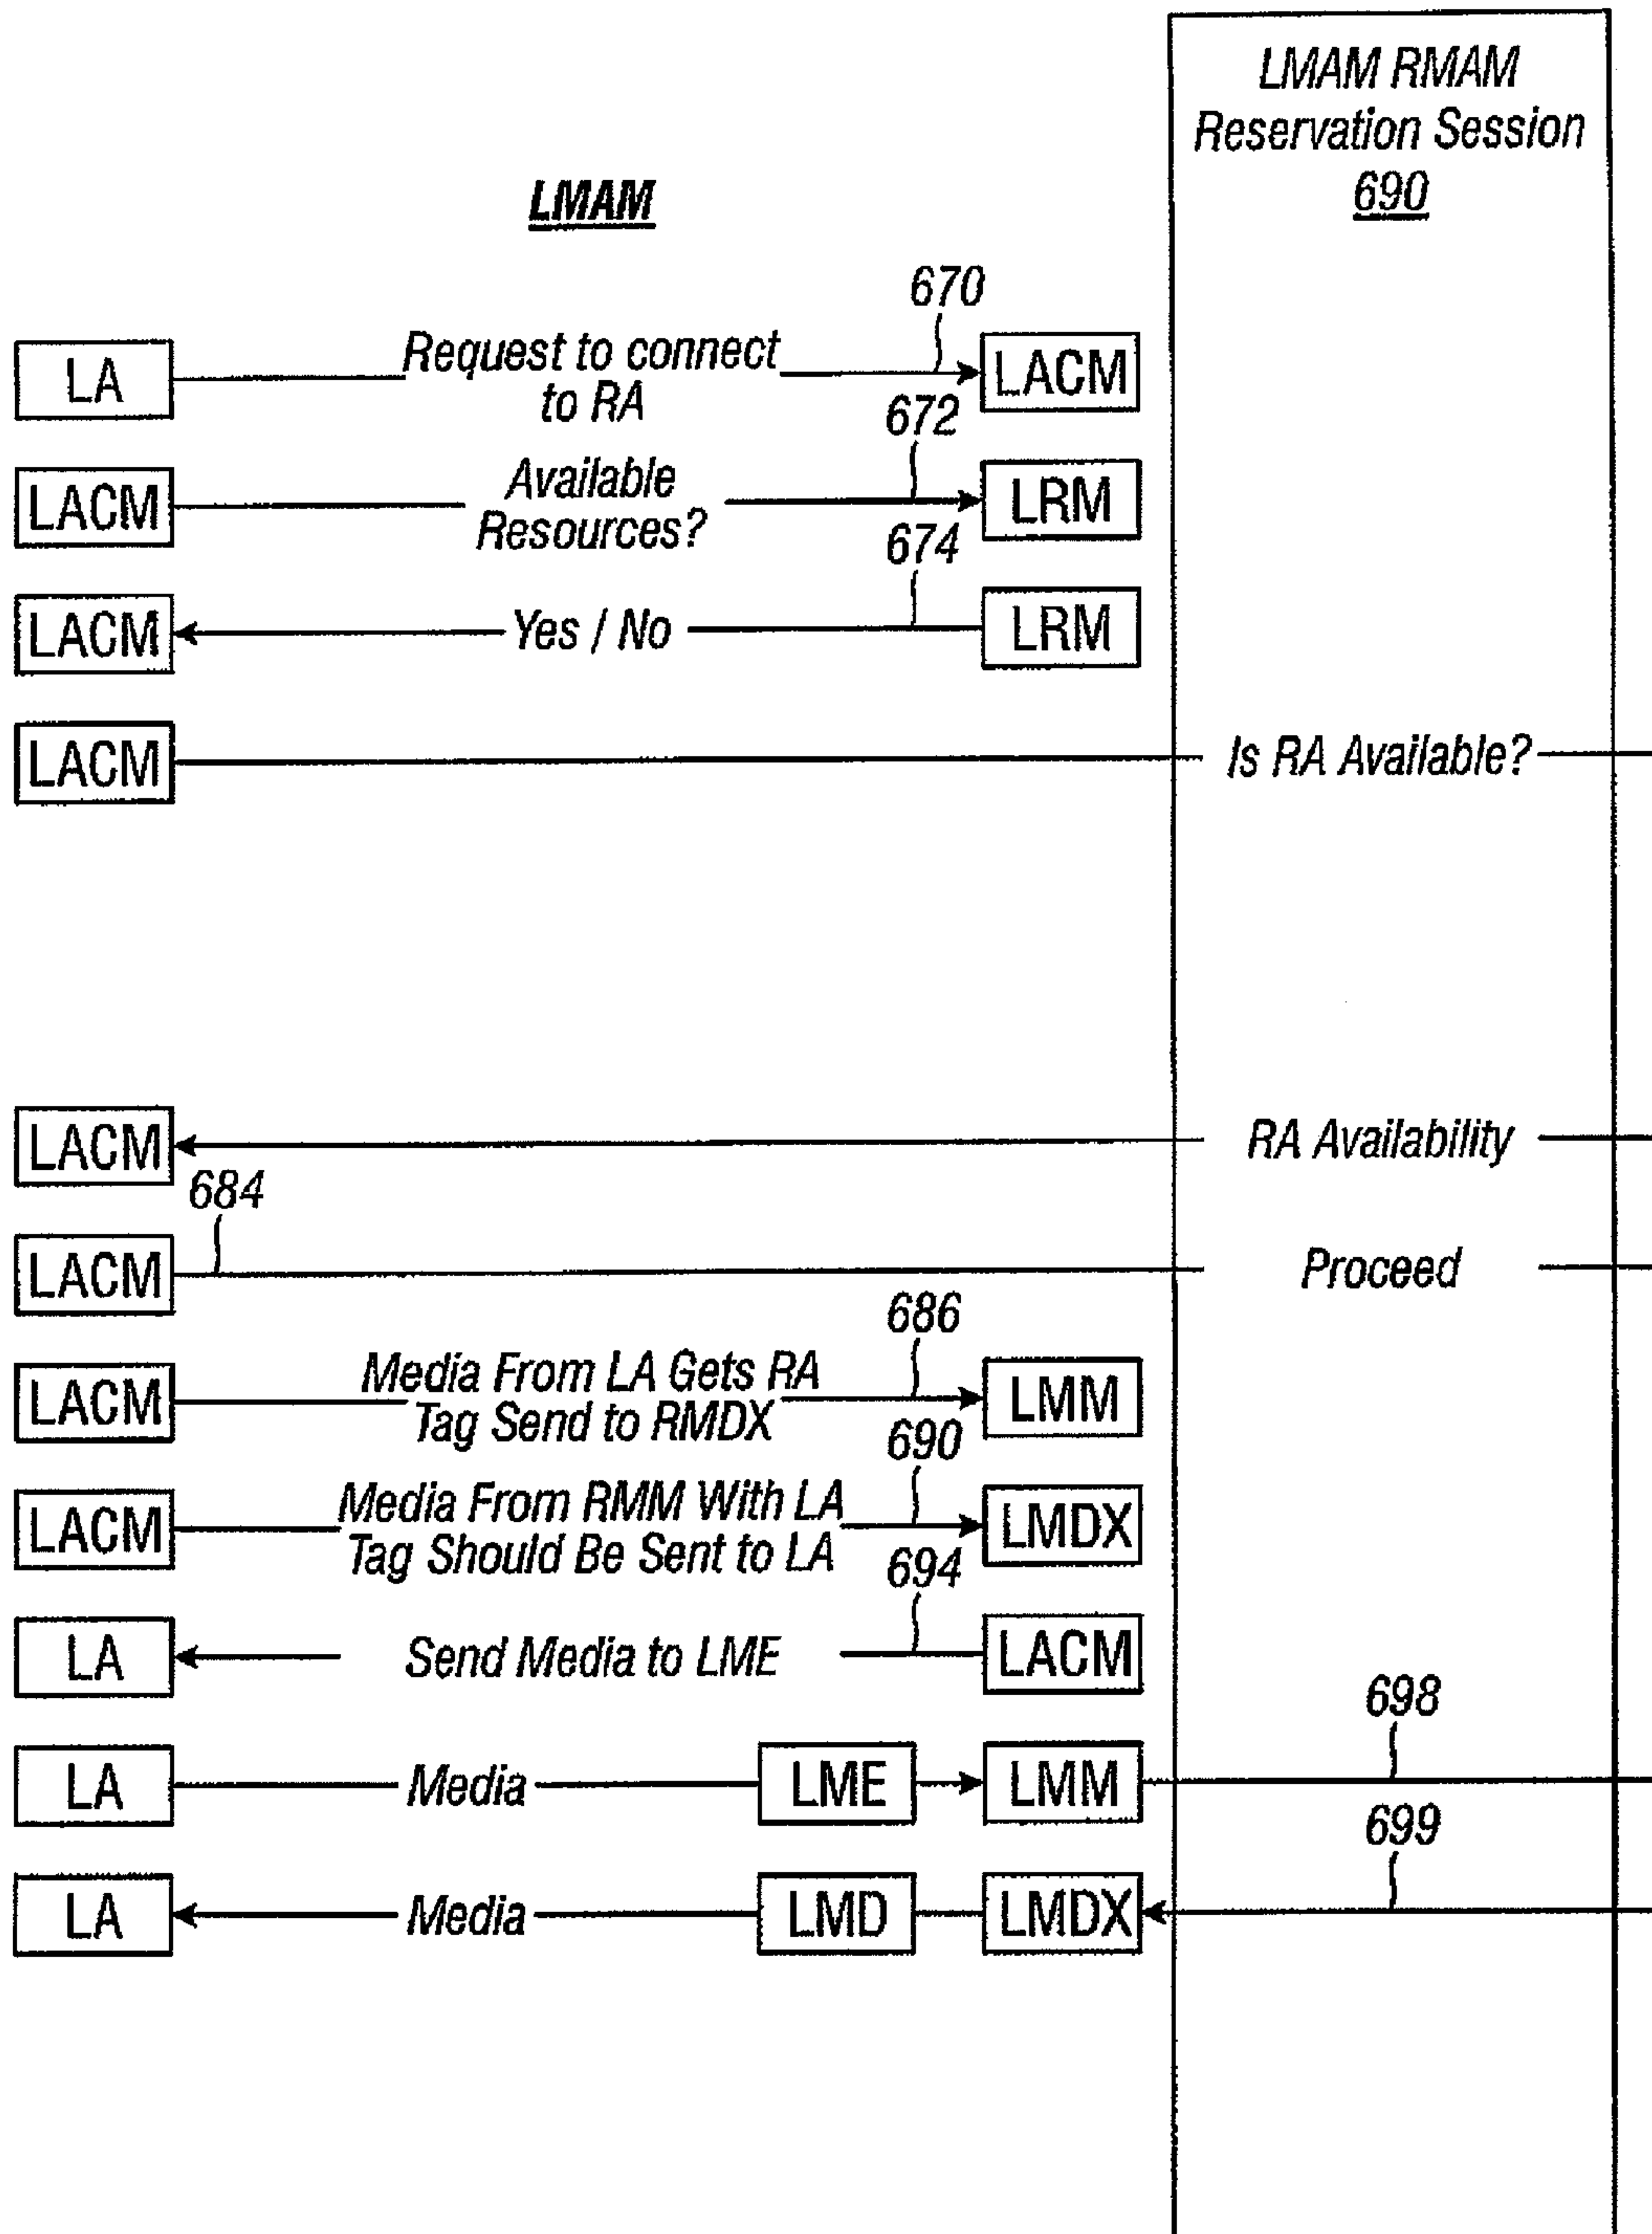 LMAM RMAM
Reservation Session
690
LMAM
670
LA
Request to connect
to RA
LACM
672
LACM
Available
Resources?
LRM
674
LACM
Yes / No
LRM
LACM
Is RA Available?
LACM
RA Availability
684
LACM
Proceed
686
LACM
Media From LA Gets RA
Tag Send to RMDX
LMM
690
LACM
Media From RMM With LA
Tag Should Be Sent to LA
LMDX
694
LA
Send Media to LME
LACM
698
LA
Media
LME
LMM
699
LA
Media
LMD
LMDX